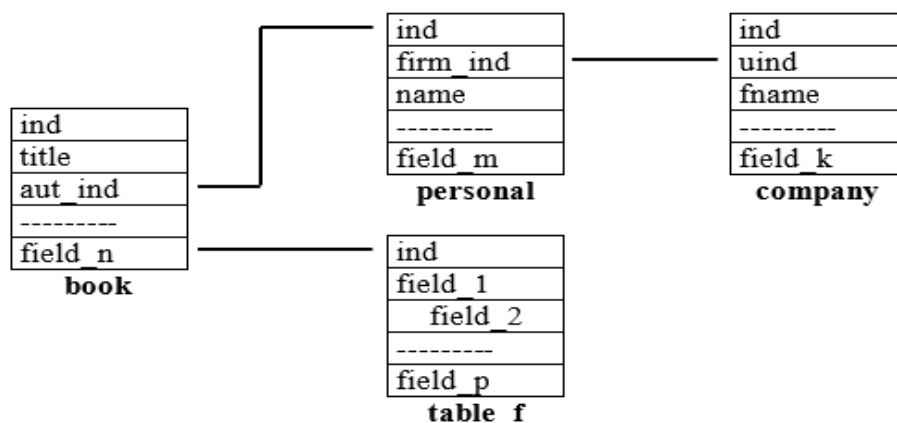 ind
title
aut_ind
---------
field_n
book
ind
firm_ind
name
---------
field_m
personal
ind
uind
fname
---------
field_k
company
ind
field_1
field_2
---------
field_p
table_f